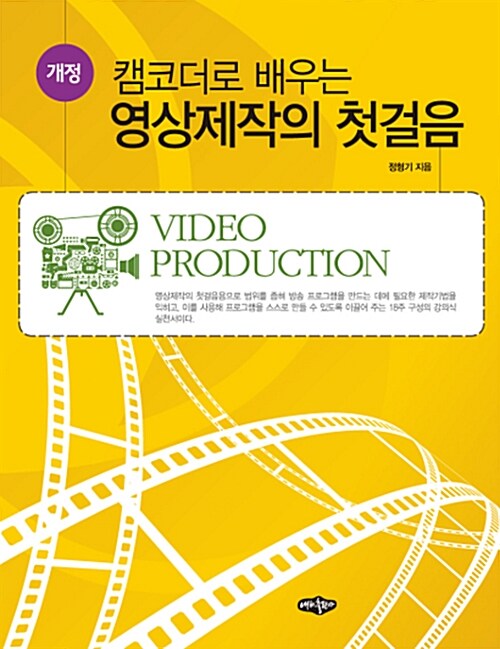 개정
캠코더로 배우는
영상제작의 첫걸음
정형기 지음
VIDEO
PRODUCTION
영상제작의 첫걸음용으로 범위를 좁혀 방송 프로그램을 만드는 데에 필요한 제작기법을
익히고, 이를 사용해 프로그램을 스스로 만들 수 있도록 이끌어 주는 18주 구성의 강의식
실전서이다.